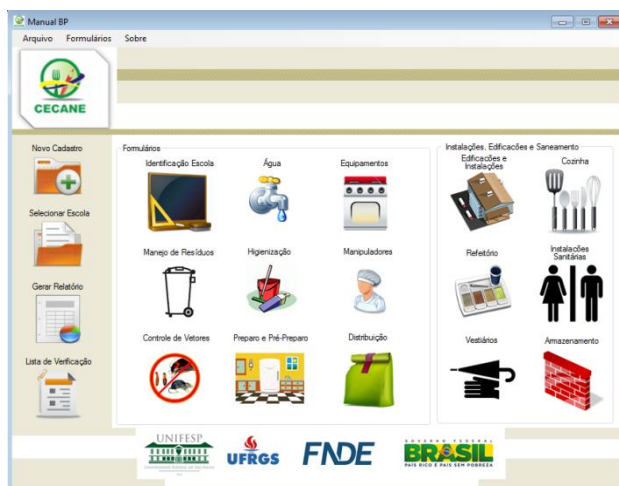 Manual BP
Arquivo Formulários Sobre
CECANE
Novo Cadastro
Selecionar Escola
Gerar Relatório
Lista de Verificação
Formulários
Identificação Escola Água Equipamentos
Manejo de Resíduos Higienização Manipuladores
Controle de Vetores Preparo e Pré-Preparo Distribuição
Instalações, Edificações e Saneamento
Edificações e Instalações
Cozinha
Refeitório
Instalações Sanitárias
Vestiários
Armazenamento
UNIFESP
UFRGS
FNDE
GOVERNO FEDERAL
BRASIL
PAÍS RICO É PAÍS SEM POBREZA